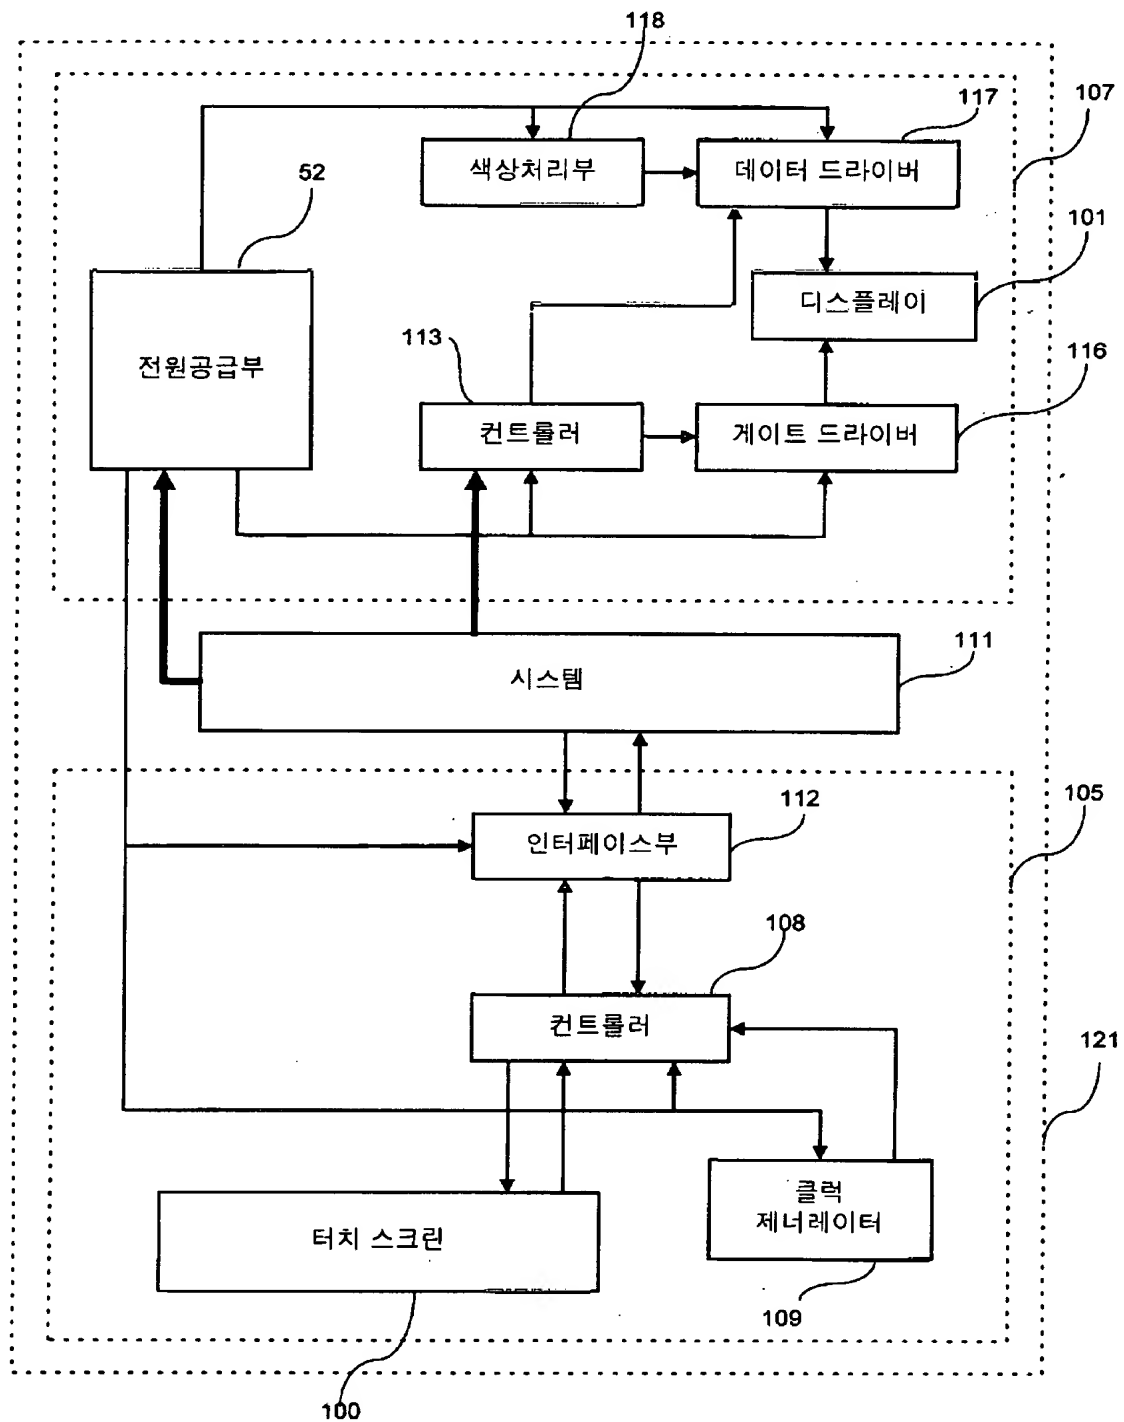 118
117
107
색상처리부
데이터 드라이버
52
101
디스플레이
전원공급부
113
116
컨트롤러
게이트 드라이버
111
시스템
112
105
인터페이스부
108
컨트롤러
121
클럭
제너레이터
터치 스크린
109
100